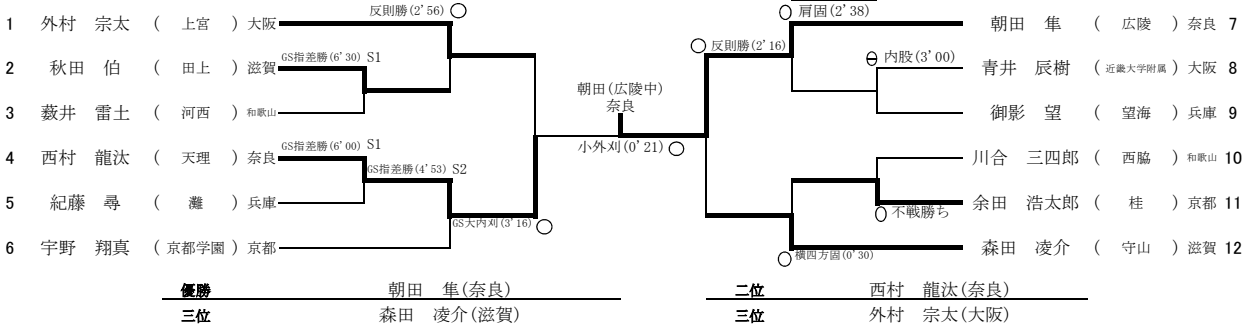 反則勝(2'56) ○
○ 肩固(2'38)
1 外村 宗太 ( 上宮 ) 大阪
朝田 隼 ( 広陵 ) 奈良 7
○ 反則勝(2'16)
GS指差勝(6'30) S1
内股(3'00)
2 秋田 伯 ( 田上 ) 滋賀
青井 辰樹 ( 近畿大学附属 ) 大阪 8
朝田(広陵中)
奈良
3 薮井 雷土 ( 河西 ) 和歌山
御影 望 ( 望海 ) 兵庫 9
GS指差勝(6'00) S1
小外刈(0'21) ○
4 西村 龍汰 ( 天理 ) 奈良
川合 三四郎 ( 西脇 ) 和歌山 10
GS指差勝(4'53) S2
5 紀藤 尋 ( 灘 ) 兵庫
余田 浩太郎 ( 桂 ) 京都 11
○ 不戦勝ち
GS大内刈(3'16) ○
6 宇野 翔真 ( 京都学園 ) 京都
森田 凌介 ( 守山 ) 滋賀 12
○ 横四方固(0'30)
優勝 朝田 隼(奈良) 二位 西村 龍汰(奈良)
三位 森田 凌介(滋賀) 三位 外村 宗太(大阪)